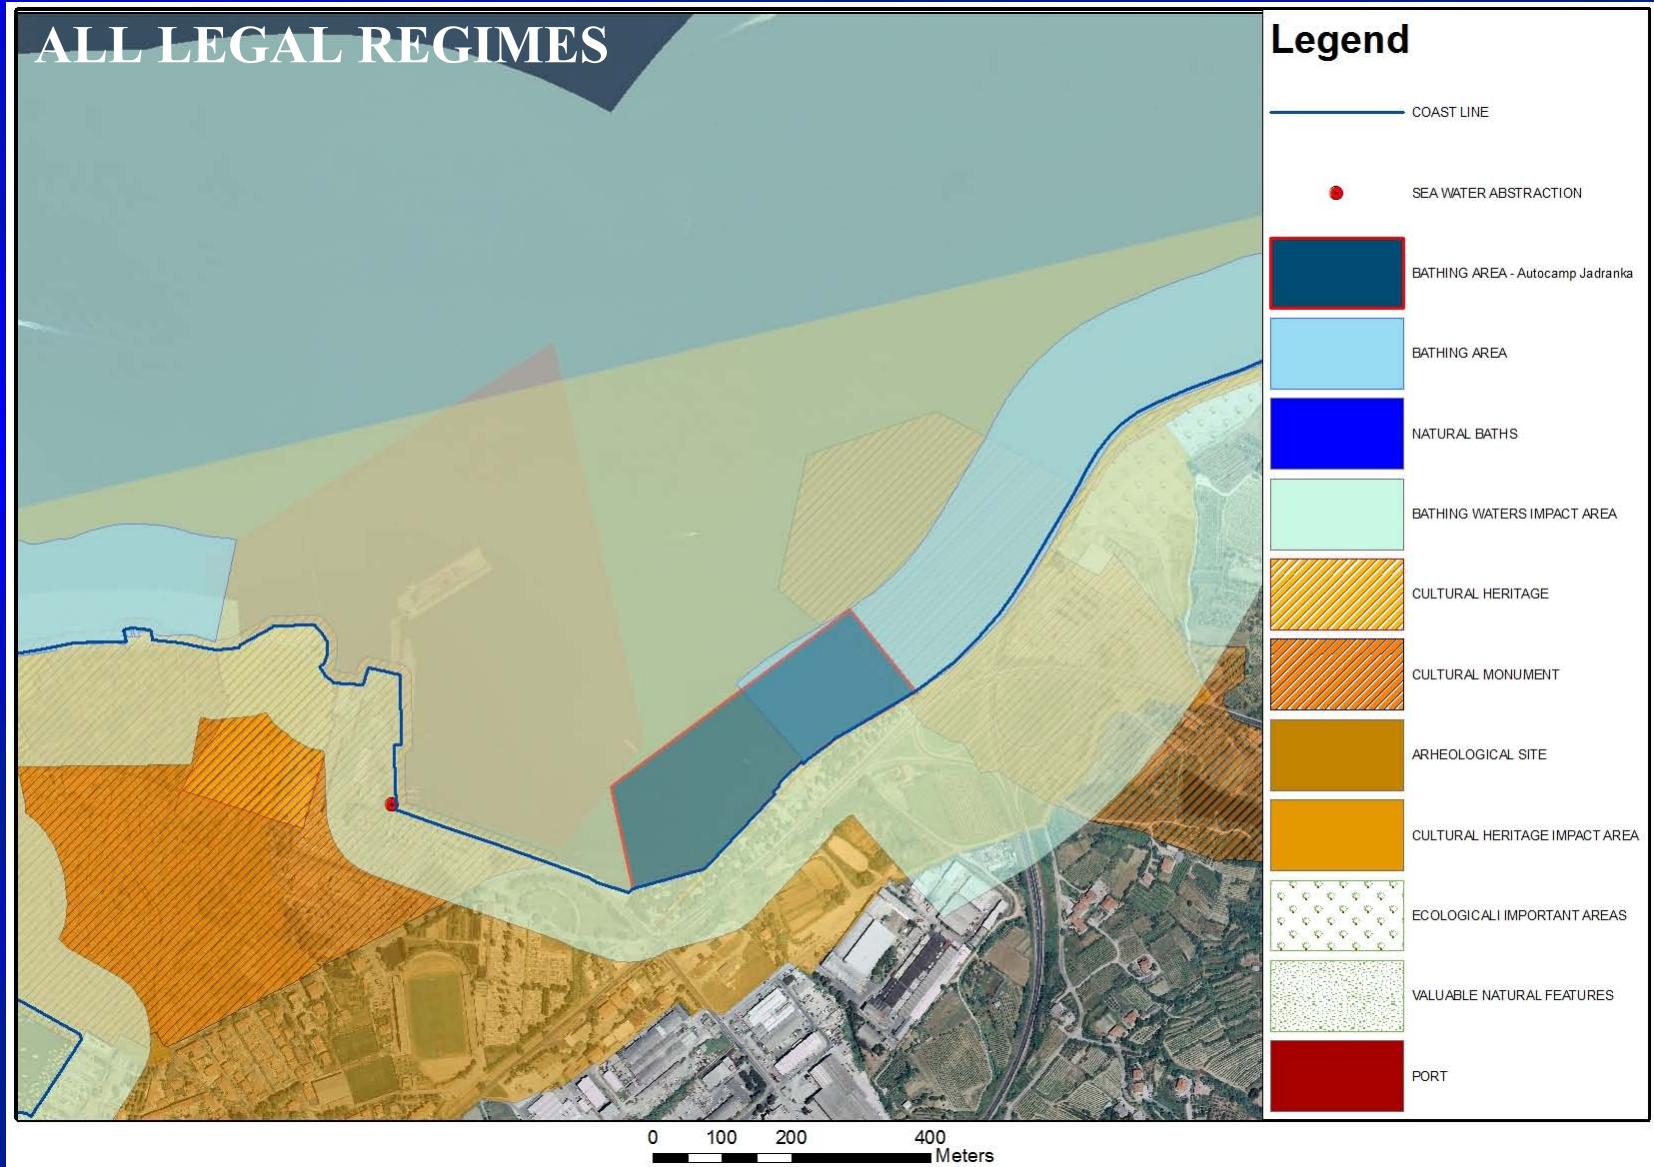 ALL LEGAL REGIMES
Legend
COAST LINE
SEA WATER ABSTRACTION
BATHING AREA - Autocamp Jadranka
BATHING AREA
NATURAL BATHS
BATHING WATERS IMPACT AREA
CULTURAL HERITAGE
CULTURAL MONUMENT
ARHEOLOGICAL SITE
CULTURAL HERITAGE IMPACT AREA
ECOLOGICALI IMPORTANT AREAS
VALUABLE NATURAL FEATURES
PORT
0 100 200 400
Meters